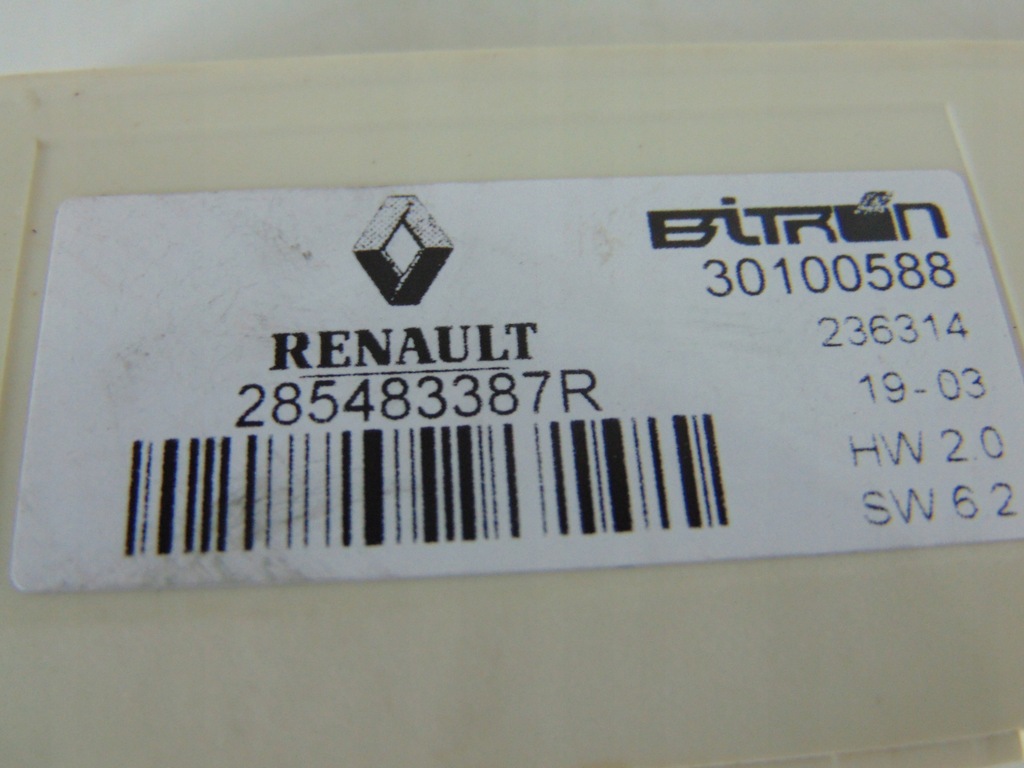 RENAULT
285483387R
BiTRON
30100588
236314
19-03
HW 2.0
SW 6 2